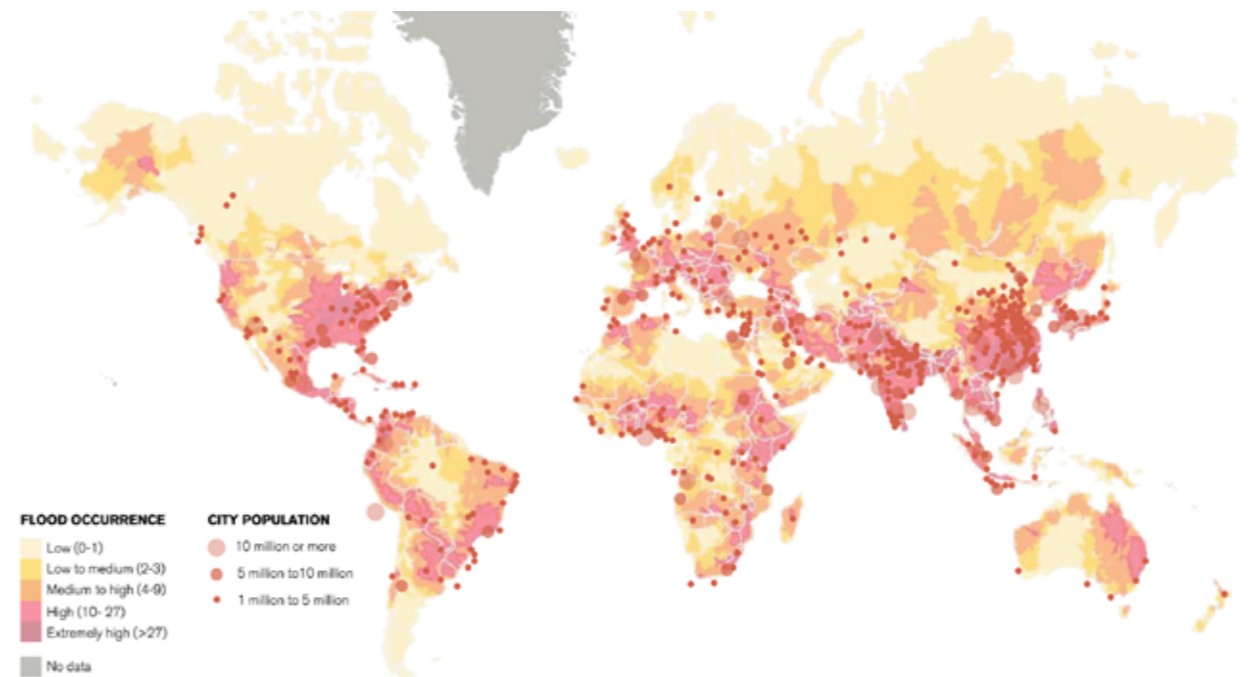 FLOOD OCCURRENCE
Low (0-1)
Low to medium (2-3)
Medium to high (4-9)
High (10- 27)
Extremely high (>27)
No data
CITY POPULATION
10 million or more
5 million to10 million
1 million to 5 million